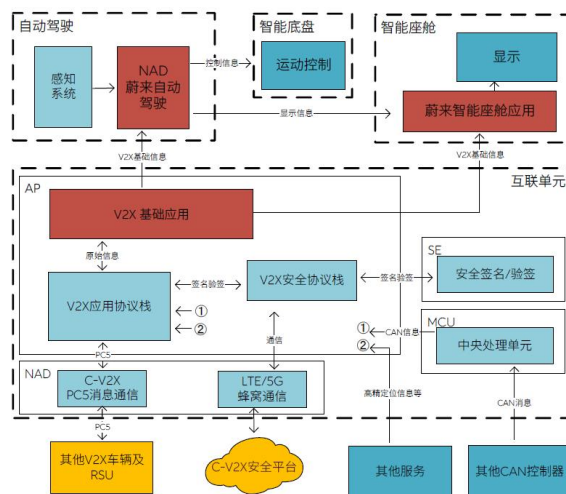 自动驾驶
感知
系统
NAD
蔚来自动
驾驶
控制信息
智能底盘
运动控制
智能座舱
显示
蔚来智能座舱应用
显示信息
V2X基础信息
V2X基础信息
互联单元
AP
V2X 基础应用
原始信息
V2X应用协议栈
签名验签
V2X安全协议栈
签名验签
①
②
通信
SE
安全签名/验签
MCU
中央处理单元
①
CAN信息
②
PC5
NAD
C-V2X
PC5消息通信
LTE/5G
蜂窝通信
高精定位信息等
CAN消息
PC5
其他V2X车辆及
RSU
C-V2X安全平台
其他服务
其他CAN控制器